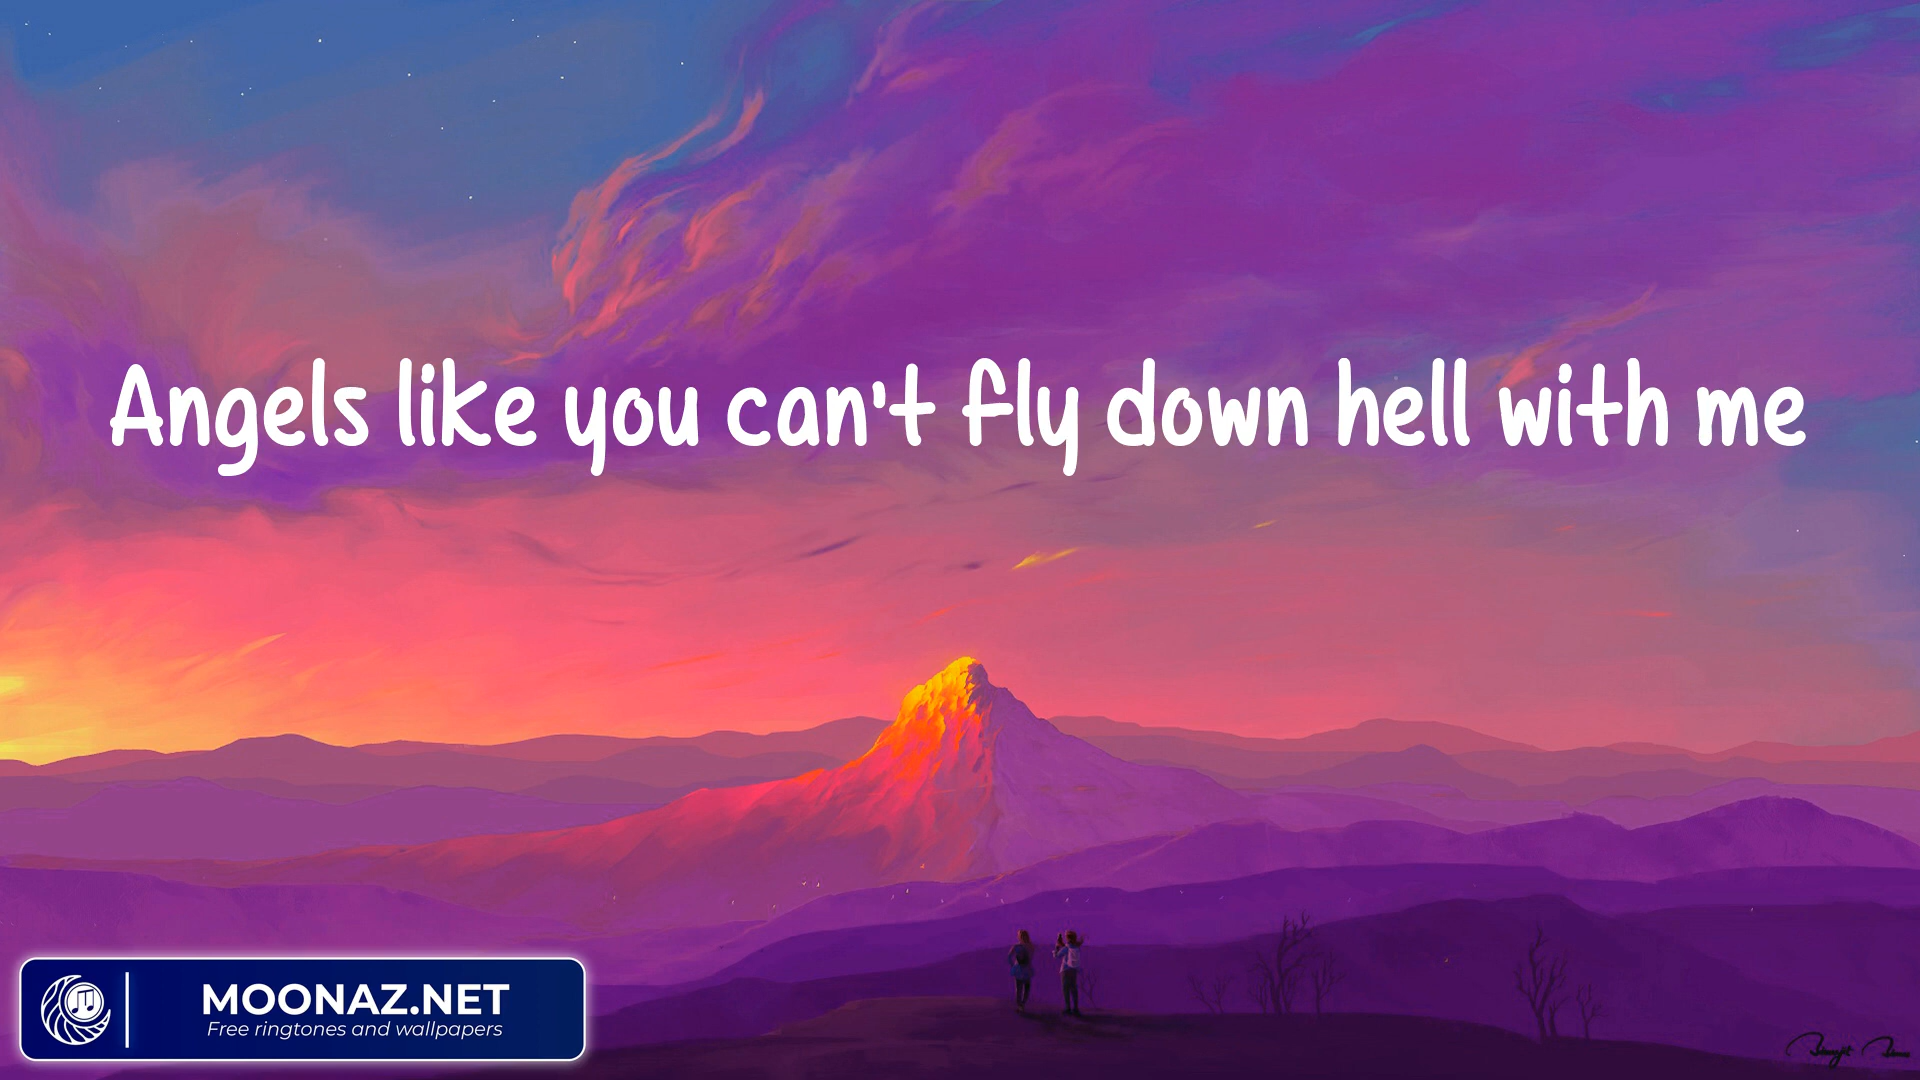 Angels like you can't fly down hell with me
MOONAZ.NET
Free ringtones and wallpapers